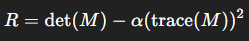 R = det(M) − α(trace(M))²